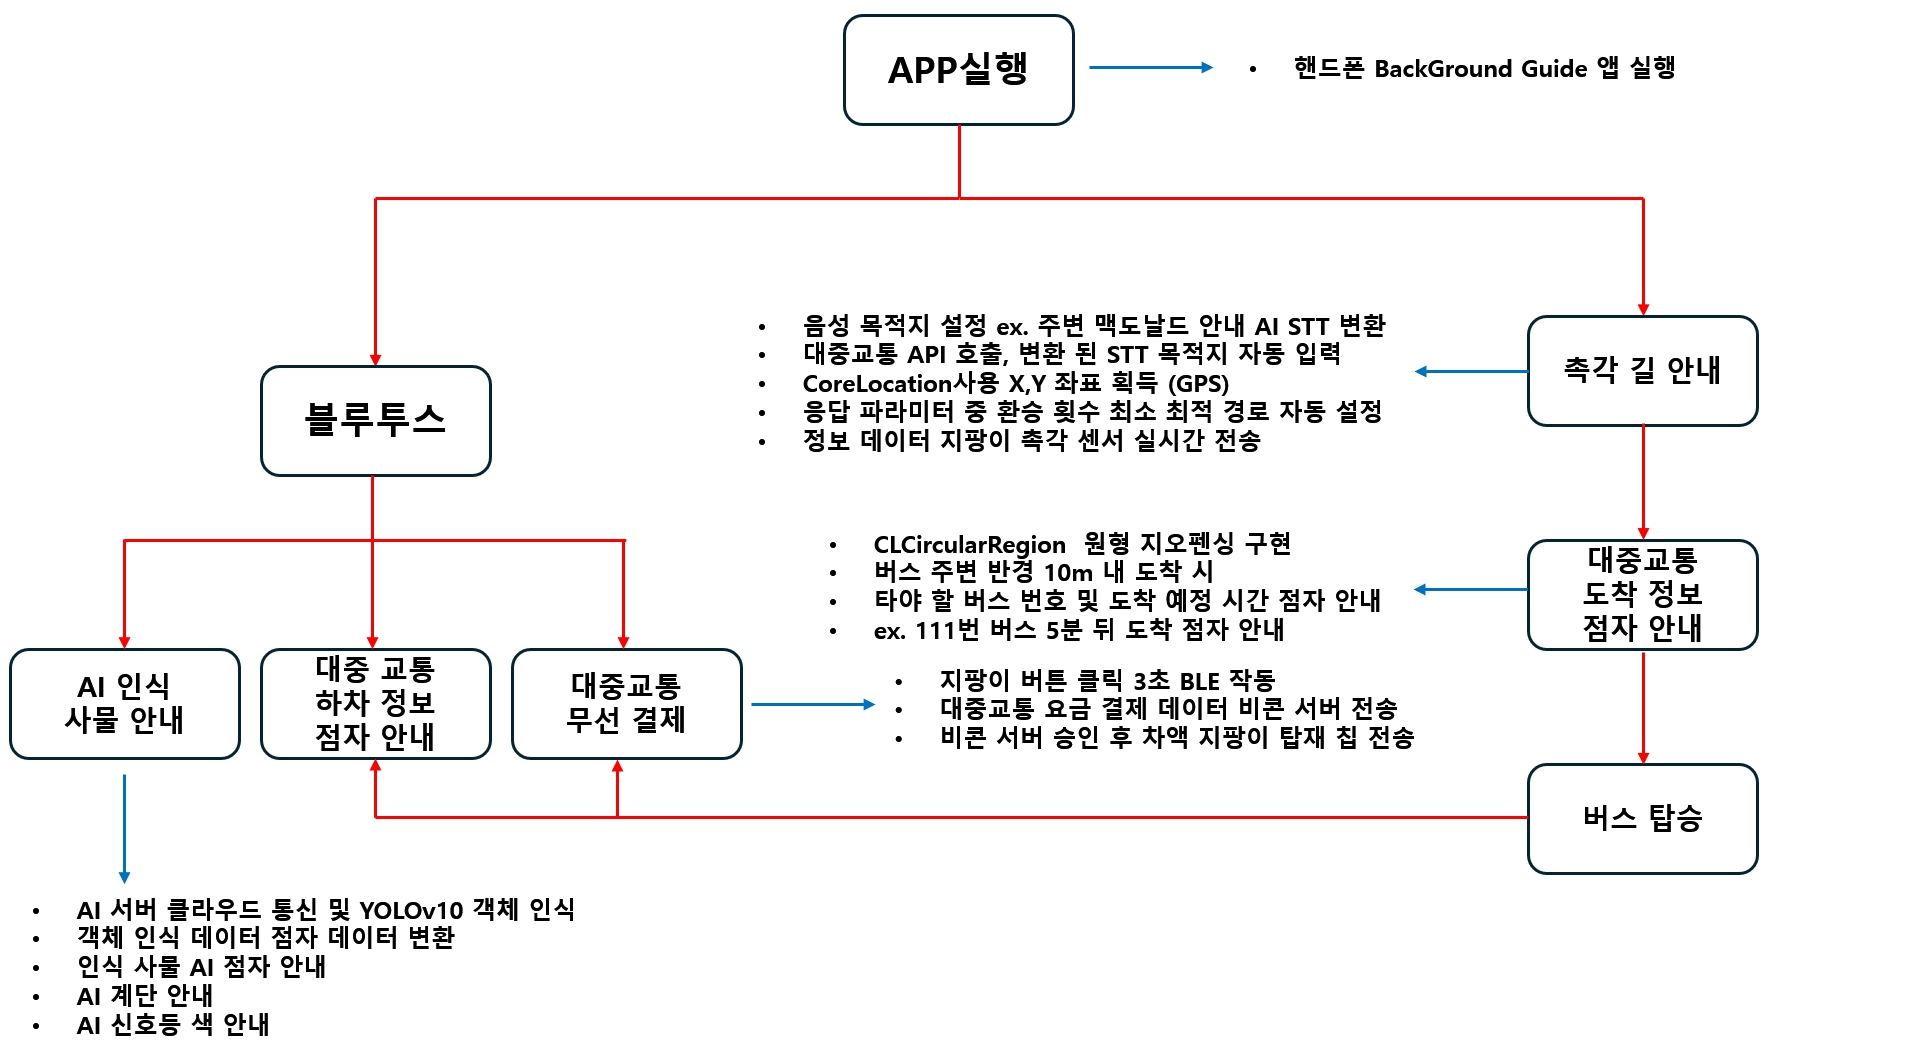 APP실행
• 핸드폰 BackGround Guide 앱 실행
• 음성 목적지 설정 ex. 주변 맥도날드 안내 AI STT 변환
• 대중교통 API 호출, 변환 된 STT 목적지 자동 입력
• CoreLocation사용 X,Y 좌표 획득 (GPS)
• 응답 파라미터 중 환승 횟수 최소 최적 경로 자동 설정
• 정보 데이터 지팡이 촉각 센서 실시간 전송
촉각 길 안내
블루투스
• CLCircularRegion 원형 지오펜싱 구현
• 버스 주변 반경 10m 내 도착 시
• 타야 할 버스 번호 및 도착 예정 시간 점자 안내
• ex. 111번 버스 5분 뒤 도착 점자 안내
대중교통
도착 정보
점자 안내
AI 인식
사물 안내
대중 교통
하차 정보
점자 안내
대중교통
무선 결제
• 지팡이 버튼 클릭 3초 BLE 작동
• 대중교통 요금 결제 데이터 비콘 서버 전송
• 비콘 서버 승인 후 차액 지팡이 탑재 칩 전송
버스 탑승
• AI 서버 클라우드 통신 및 YOLOv10 객체 인식
• 객체 인식 데이터 점자 데이터 변환
• 인식 사물 AI 점자 안내
• AI 계단 안내
• AI 신호등 색 안내